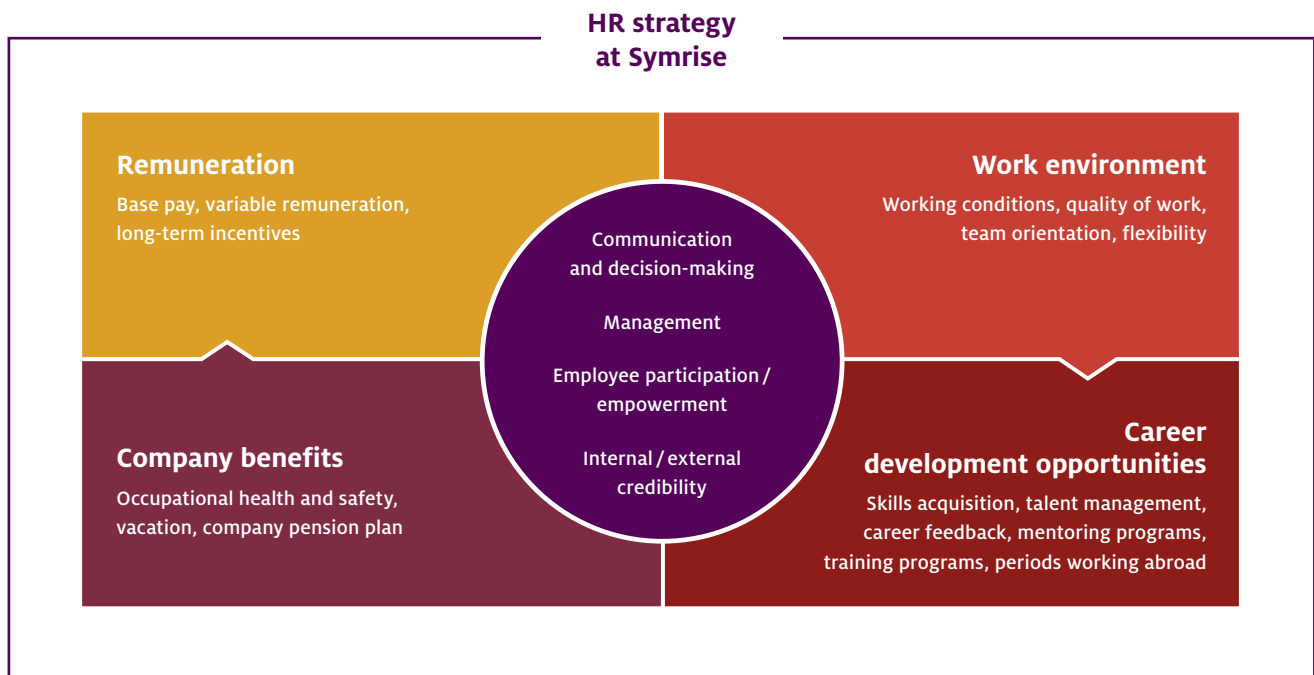 HR strategy
at Symrise
Remuneration
Base pay, variable remuneration,
long-term incentives
Work environment
Working conditions, quality of work,
team orientation, flexibility
Communication
and decision-making
Management
Employee participation /
empowerment
Internal / external
credibility
Company benefits
Occupational health and safety,
vacation, company pension plan
Career
development opportunities
Skills acquisition, talent management,
career feedback, mentoring programs,
training programs, periods working abroad